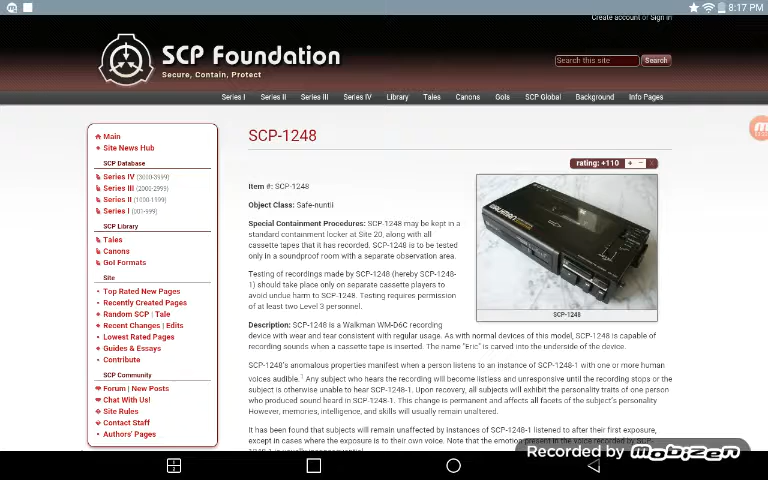 8:17 PM
Create account or Sign in
SCP Foundation
Secure, Contain, Protect
Search this site
Search
Series I Series II Series III Series IV Library Tales Canons GoIs SCP Global Background Info Pages
Main
Site News Hub
SCP Database
Series IV (3000-3999)
Series III (2000-2999)
Series II (1000-1999)
Series I (001-999)
SCP Library
Tales
Canons
GoI Formats
Site
Top Rated New Pages
Recently Created Pages
Random SCP | Tale
Recent Changes | Edits
Lowest Rated Pages
Guides & Essays
Contribute
SCP Community
Forum | New Posts
Chat With Us!
Site Rules
Contact Staff
Authors' Pages
SCP-1248
rating: +110 + – x
Item #: SCP-1248
Object Class: Safe-nuntii
Special Containment Procedures: SCP-1248 may be kept in a
standard containment locker at Site 20, along with all
cassette tapes that it has recorded. SCP-1248 is to be tested
only in a soundproof room with a separate observation area.
Testing of recordings made by SCP-1248 (hereby SCP-1248-
1) should take place only on separate cassette players to
avoid undue harm to SCP-1248. Testing requires permission
of at least two Level 3 personnel.
SONY
WALKMAN
SCP-1248
Description: SCP-1248 is a Walkman WM-D6C recording
device with wear and tear consistent with regular usage. As with normal devices of this model, SCP-1248 is capable of
recording sounds when a cassette tape is inserted. The name "Eric" is carved into the underside of the device.
SCP-1248's anomalous properties manifest when a person listens to an instance of SCP-1248-1 with one or more human
voices audible.1 Any subject who hears the recording will become listless and unresponsive until the recording stops or the
subject is otherwise unable to hear SCP-1248-1. Upon recovery, all subjects will exhibit the personality traits of one person
who produced sound heard in SCP-1248-1. This change is permanent and affects all facets of the subject's personality
However, memories, intelligence, and skills will usually remain unaltered.
It has been found that subjects will remain unaffected by instances of SCP-1248-1 listened to after their first exposure,
except in cases where the exposure is to their own voice. Note that the emotion present in the voice recorded by SCP-
Recorded by mobizen